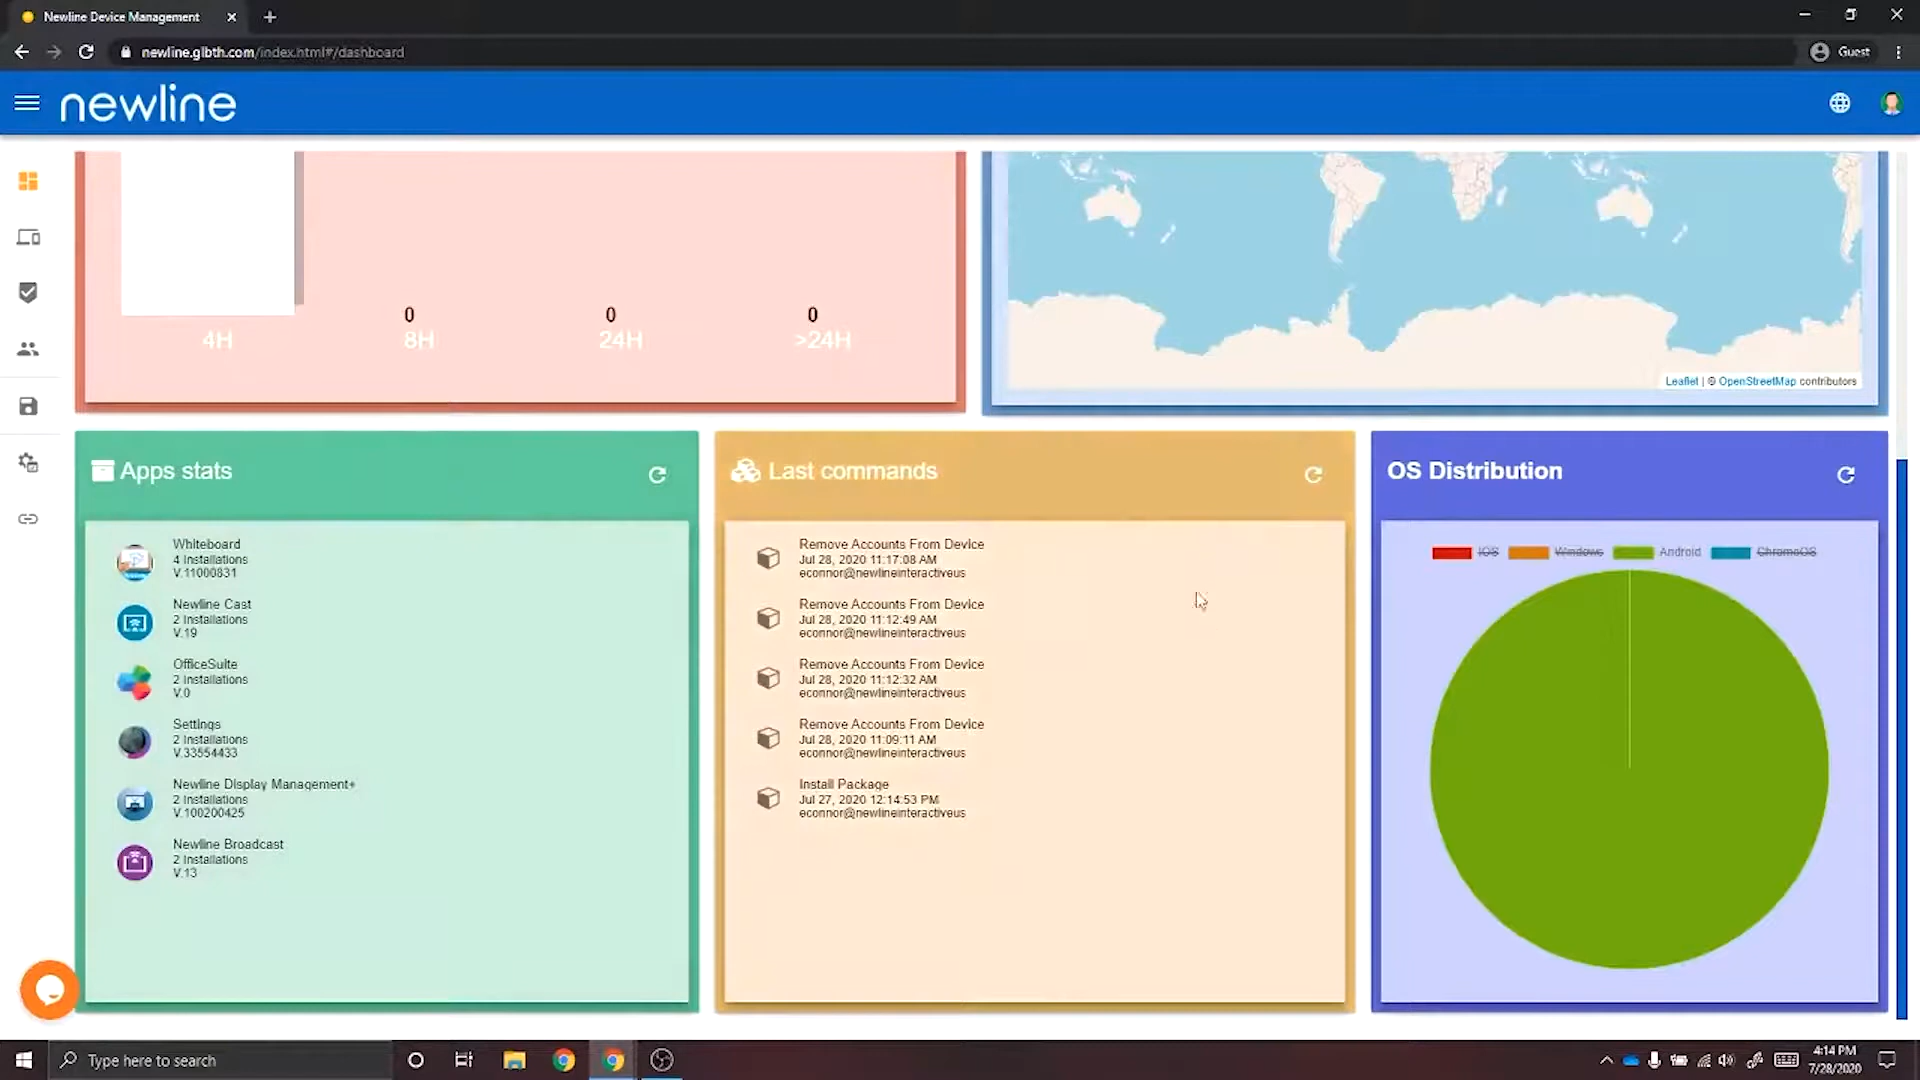 Newline Device Management
newline.glbth.com/index.html#/dashboard
Guest
newline
0
0
0
4H
8H
24H
>24H
Leaflet | © OpenStreetMap contributors
Apps stats
Whiteboard
4 Installations
V.11000831
Newline Cast
2 Installations
V.19
OfficeSuite
2 Installations
V.0
Settings
2 Installations
V.33554433
Newline Display Management+
2 Installations
V.100200425
Newline Broadcast
2 Installations
V.13
Last commands
Remove Accounts From Device
Jul 28, 2020 11:17:08 AM
econnor@newlineinteractiveus
Remove Accounts From Device
Jul 28, 2020 11:12:49 AM
econnor@newlineinteractiveus
Remove Accounts From Device
Jul 28, 2020 11:12:32 AM
econnor@newlineinteractiveus
Remove Accounts From Device
Jul 28, 2020 11:09:11 AM
econnor@newlineinteractiveus
Install Package
Jul 27, 2020 12:14:53 PM
econnor@newlineinteractiveus
OS Distribution
iOS Windows Android ChromeOS
Type here to search
4:14 PM
7/28/2020